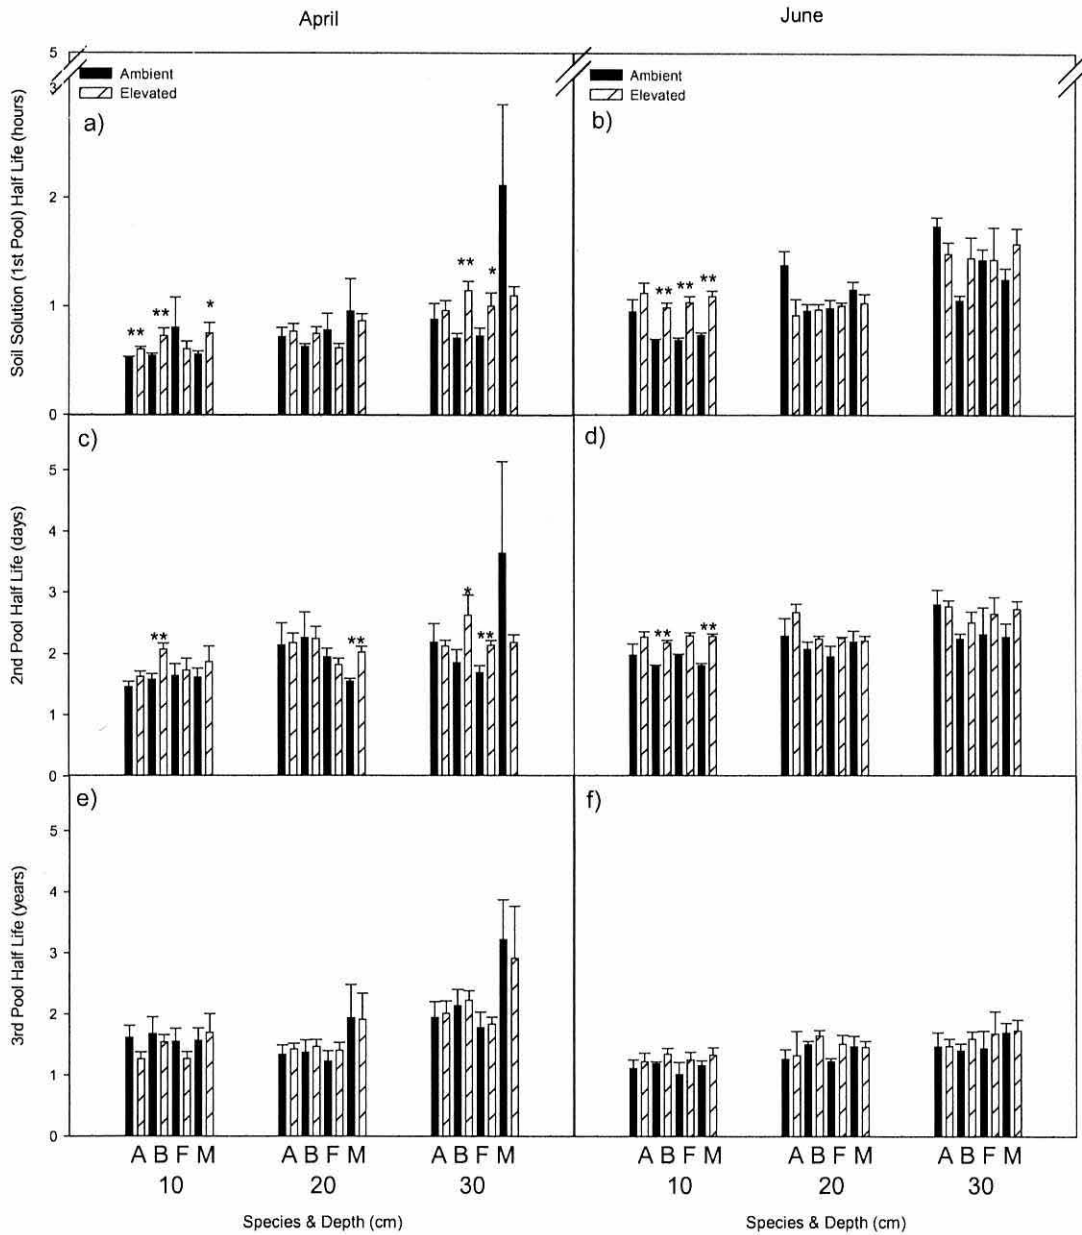 April
June
Soil Solution (1st Pool) Half Life (hours)
5
3
2
1
0
Ambient
Elevated
a)
** ** * ** *
Ambient
Elevated
b)
** ** **
2nd Pool Half Life (days)
5
4
3
2
1
0
c)
** ** * **
d)
** **
3rd Pool Half Life (years)
5
4
3
2
1
0
e)
f)
A B F M A B F M A B F M
10 20 30
Species & Depth (cm)
A B F M A B F M A B F M
10 20 30
Species & Depth (cm)